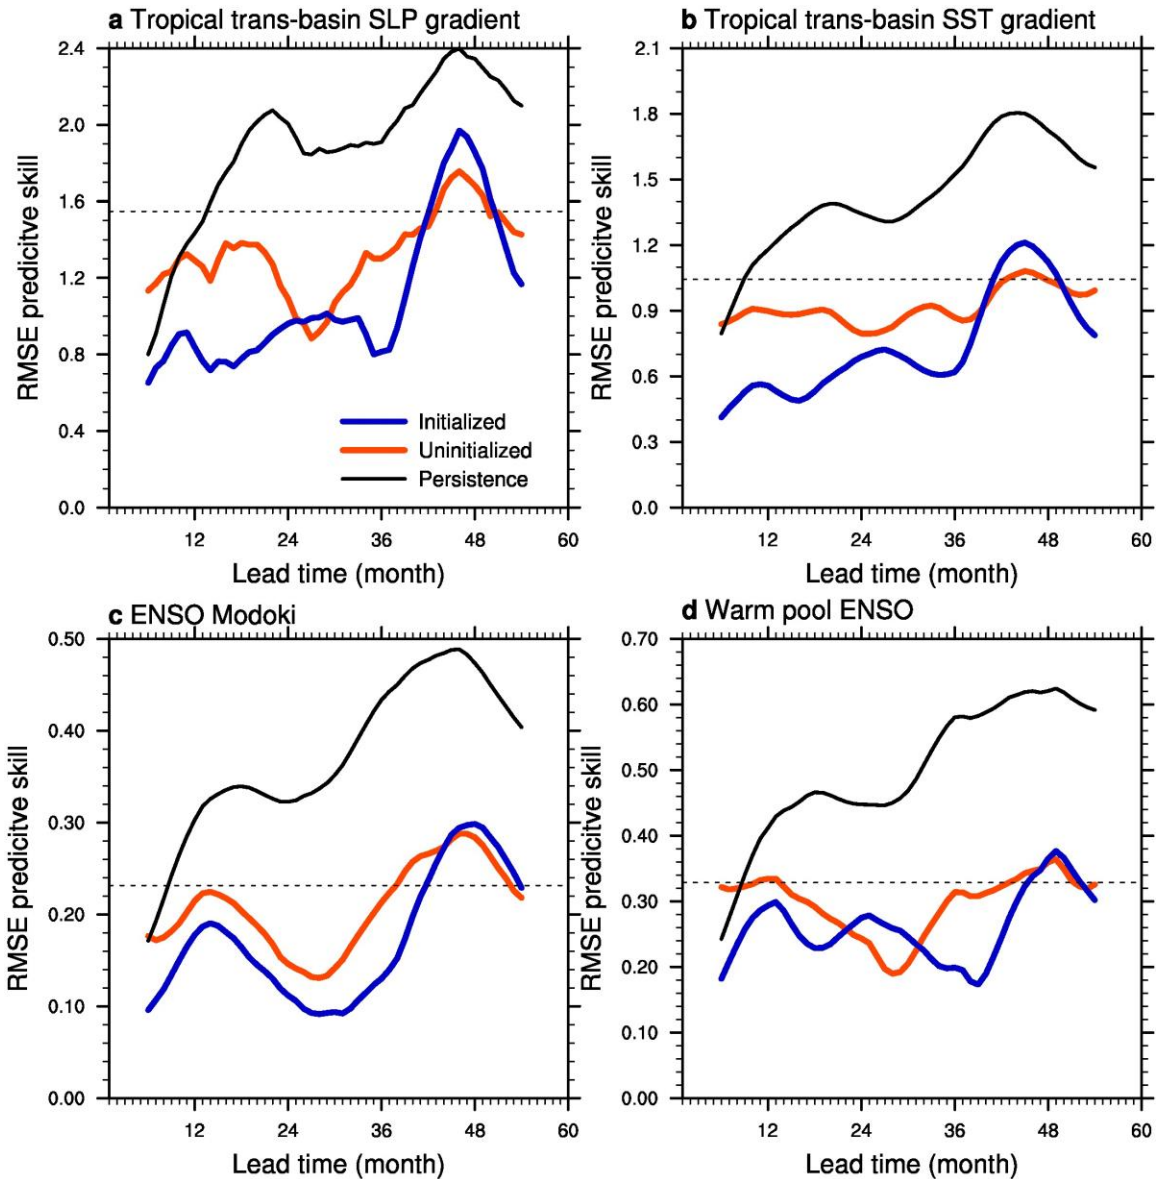 a Tropical trans-basin SLP gradient
2.4
2.0
1.6
1.2
0.8
0.4
0.0
RMSE predicitve skill
Initialized
Uninitialized
Persistence
12 24 36 48 60
Lead time (month)
b Tropical trans-basin SST gradient
2.1
1.8
1.5
1.2
0.9
0.6
0.3
0.0
RMSE predicitve skill
12 24 36 48 60
Lead time (month)
c ENSO Modoki
0.50
0.40
0.30
0.20
0.10
0.00
RMSE predicitve skill
12 24 36 48 60
Lead time (month)
d Warm pool ENSO
0.70
0.60
0.50
0.40
0.30
0.20
0.10
0.00
RMSE predicitve skill
12 24 36 48 60
Lead time (month)